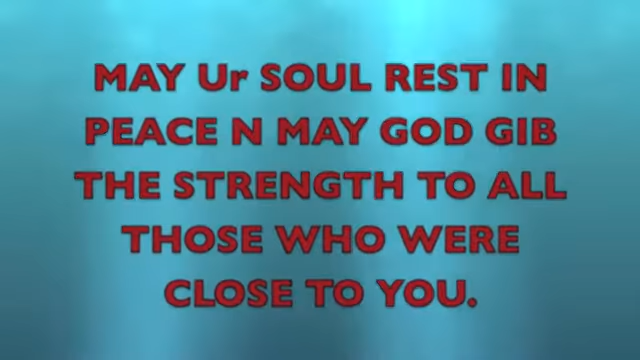 MAY Ur SOUL REST IN
PEACE N MAY GOD GIB
THE STRENGTH TO ALL
THOSE WHO WERE
CLOSE TO YOU.